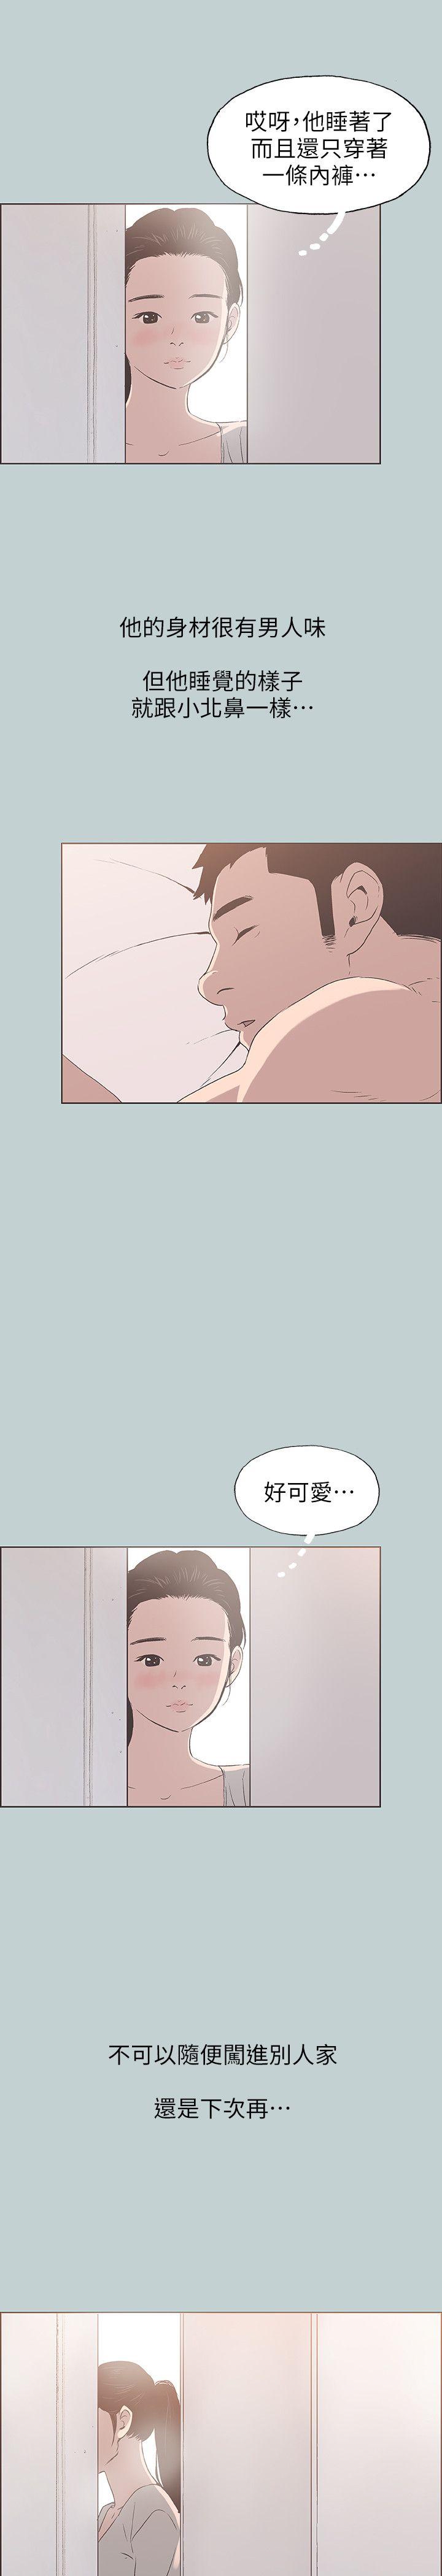 哎呀,他睡著了
而且還只穿著
一條內褲…
他的身材很有男人味
但他睡覺的樣子
就跟小北鼻一樣…
好可愛…
不可以隨便闖進別人家
還是下次再…